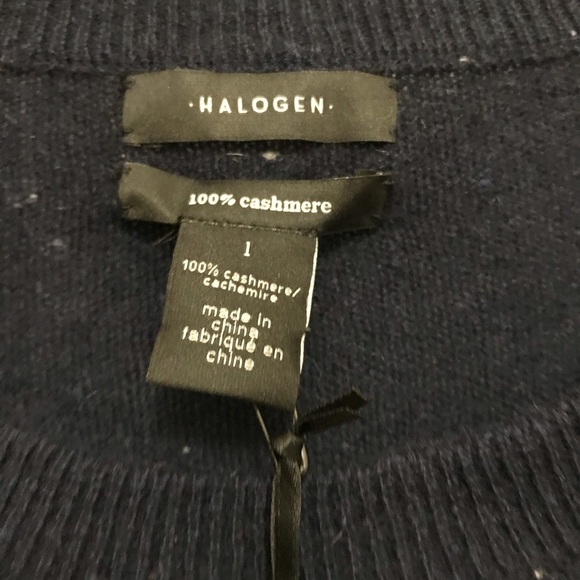 ·HALOGEN·
100% cashmere
1
100% cashmere/
cachemire
made in
china
fabriqué en
chine